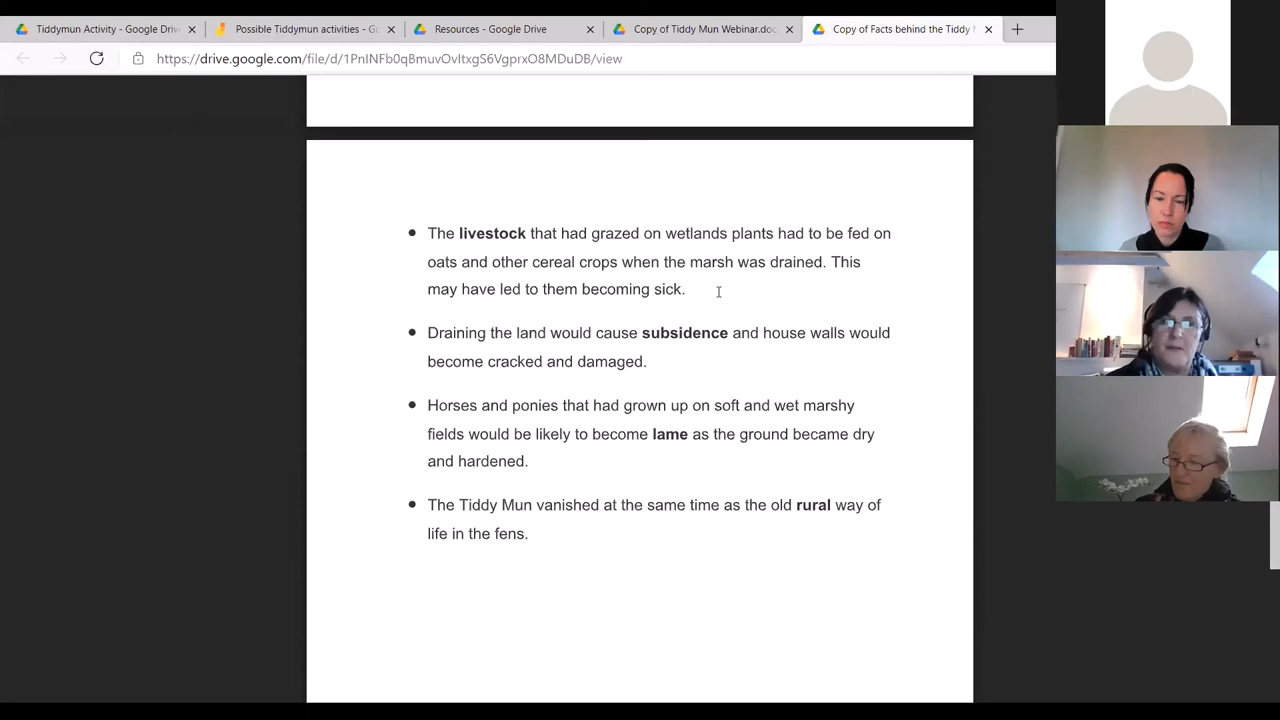 Tiddymun Activity - Google Driv
Possible Tiddymun activities - Go
Resources - Google Drive
Copy of Tiddy Mun Webinar.doc
Copy of Facts behind the Tiddy
https://drive.google.com/file/d/1PnINFb0qBmuvOvItxgS6VgprxO8MDuDB/view
The livestock that had grazed on wetlands plants had to be fed on
oats and other cereal crops when the marsh was drained. This
may have led to them becoming sick.
Draining the land would cause subsidence and house walls would
become cracked and damaged.
Horses and ponies that had grown up on soft and wet marshy
fields would be likely to become lame as the ground became dry
and hardened.
The Tiddy Mun vanished at the same time as the old rural way of
life in the fens.